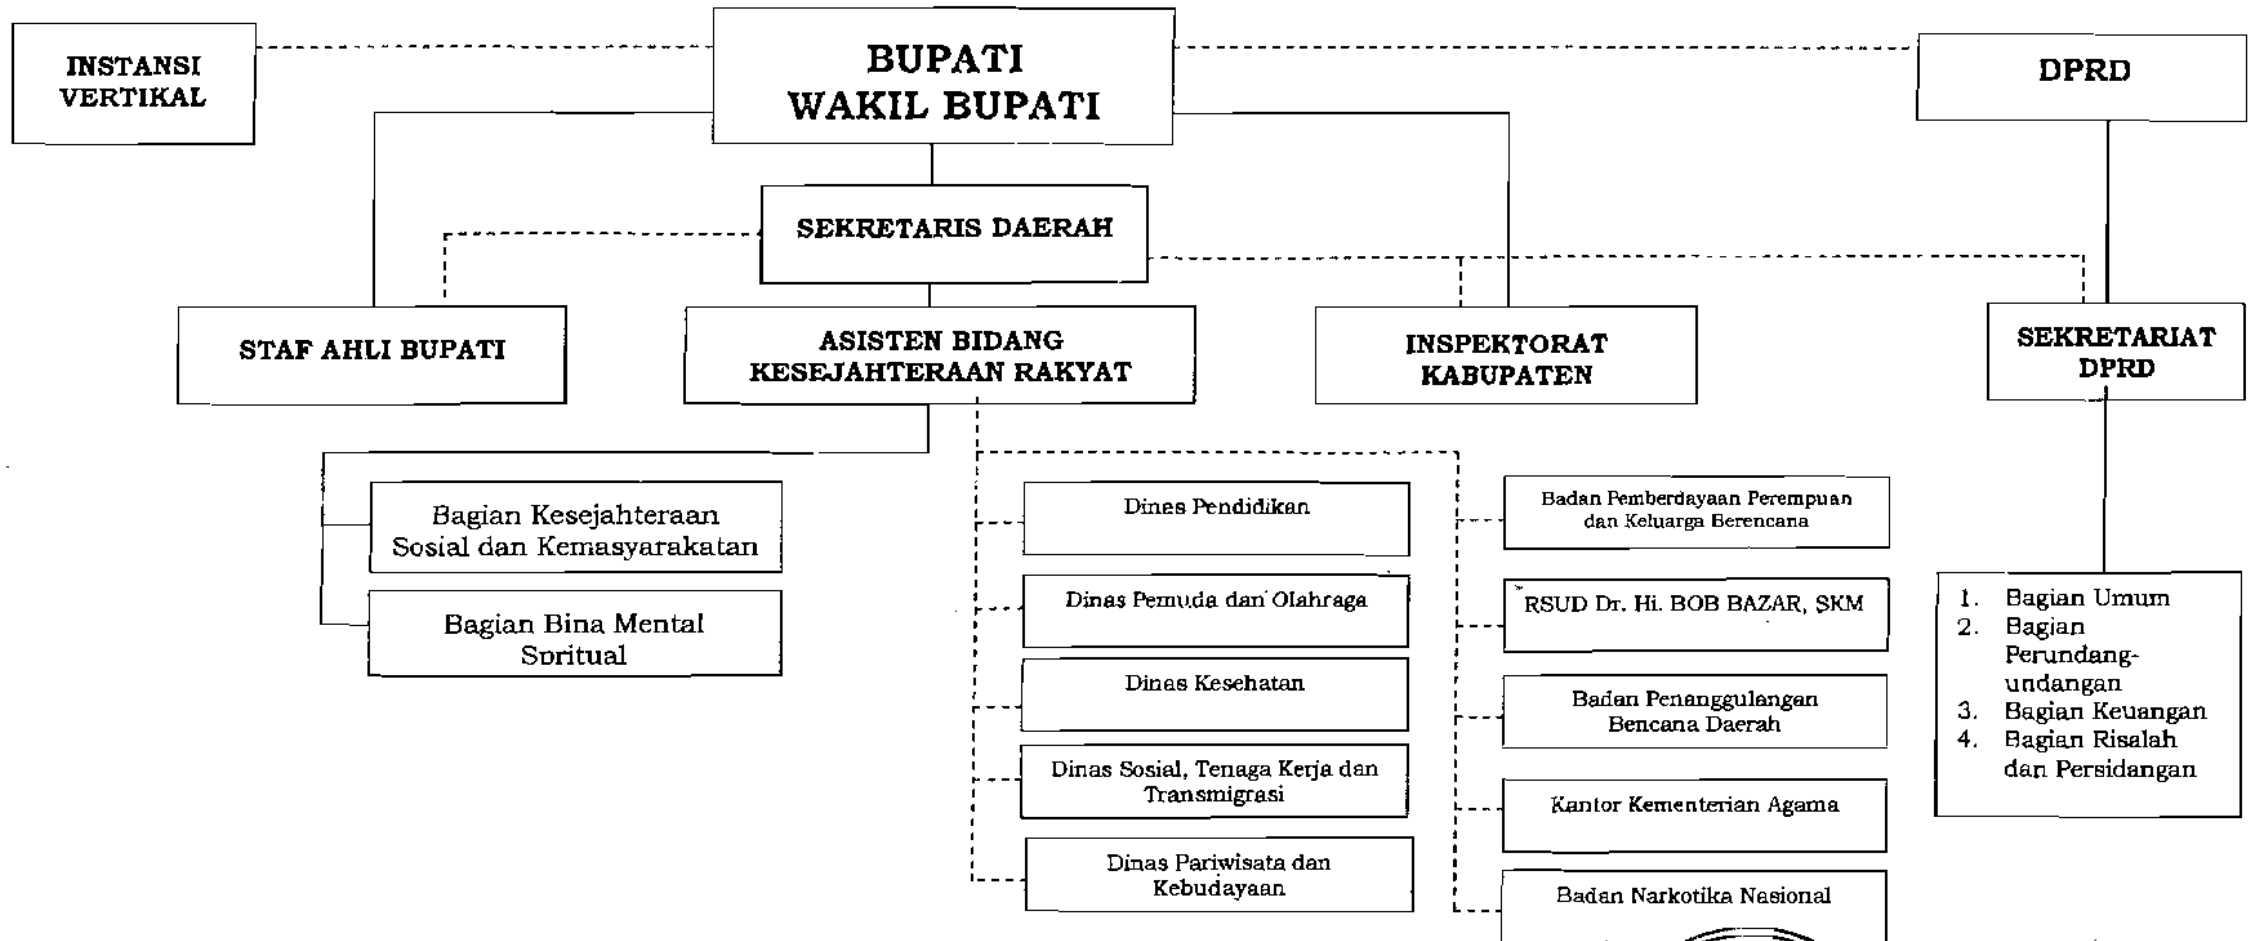 INSTANSI
VERTIKAL
BUPATI
WAKIL BUPATI
DPRD
SEKRETARIS DAERAH
STAF AHLI BUPATI
ASISTEN BIDANG
KESEJAHTERAAN RAKYAT
INSPEKTORAT
KABUPATEN
SEKRETARIAT
DPRD
Bagian Kesejahteraan
Sosial dan Kemasyarakatan
Bagian Bina Mental
Spritual
Dinas Pendidikan
Dinas Pemuda dan Olahraga
Dinas Kesehatan
Dinas Sosial, Tenaga Kerja dan
Transmigrasi
Dinas Pariwisata dan
Kebudayaan
Badan Pemberdayaan Perempuan
dan Keluarga Berencana
RSUD Dr. Hi. BOB BAZAR, SKM
Badan Penanggulangan
Bencana Daerah
Kantor Kementerian Agama
Badan Narkotika Nasional
1. Bagian Umum
2. Bagian
Perundang-
undangan
3. Bagian Keuangan
4. Bagian Risalah
dan Persidangan